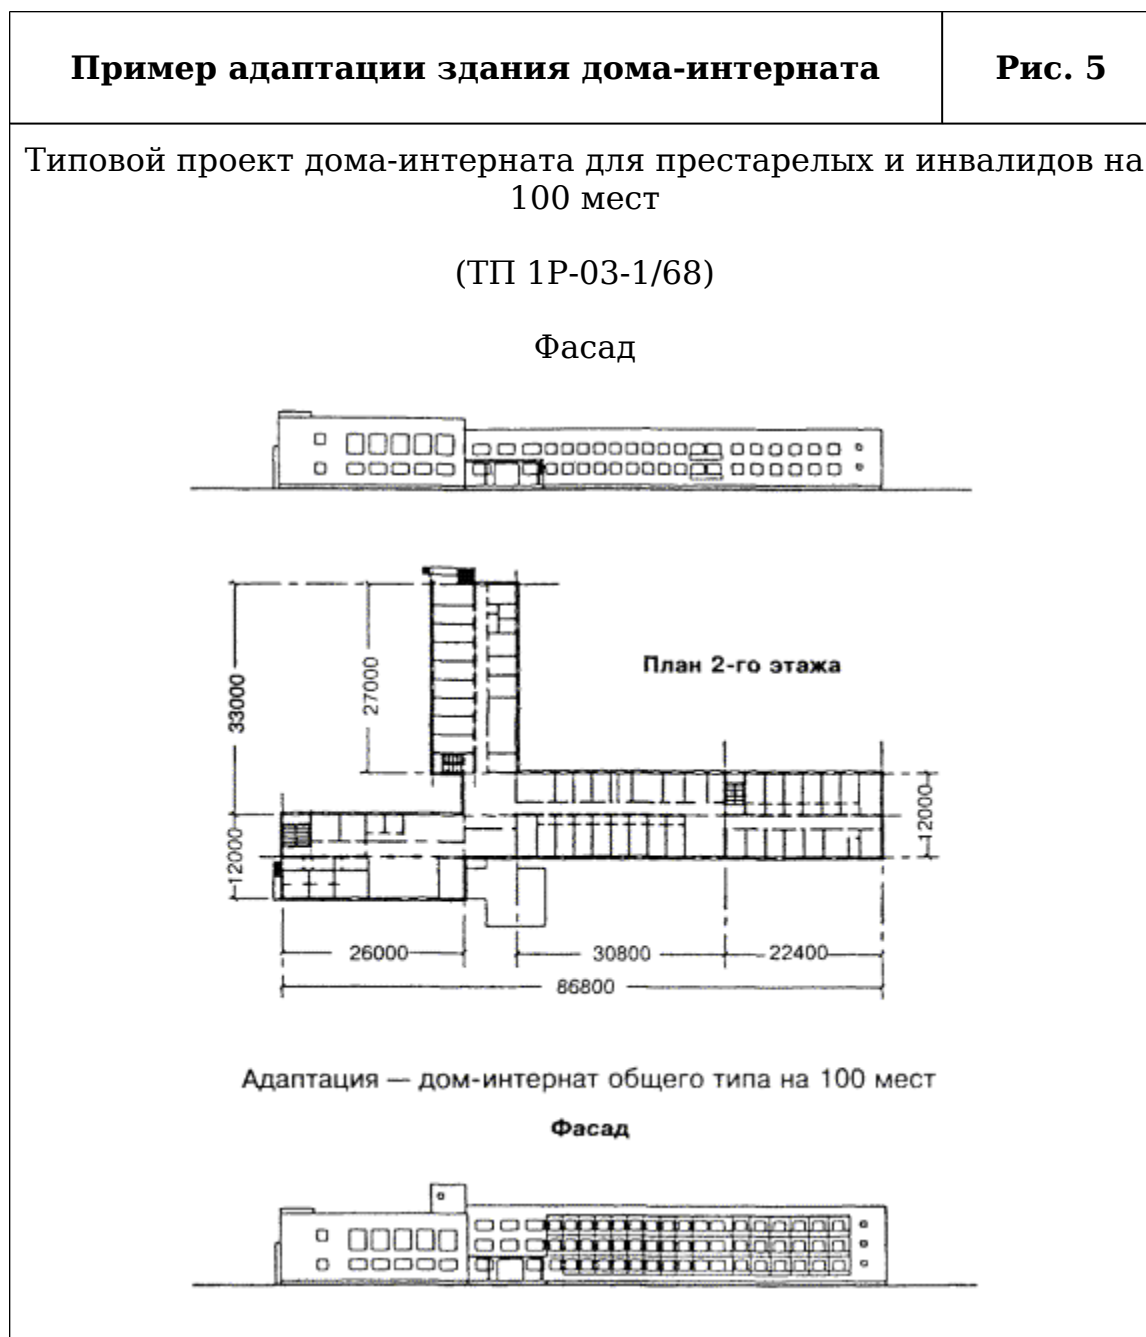 Пример адаптации здания дома-интерната
Рис. 5
Типовой проект дома-интерната для престарелых и инвалидов на
100 мест
(ТП 1Р-03-1/68)
Фасад
План 2-го этажа
33000
27000
12000
12000
26000
30800
22400
86800
Адаптация — дом-интернат общего типа на 100 мест
Фасад